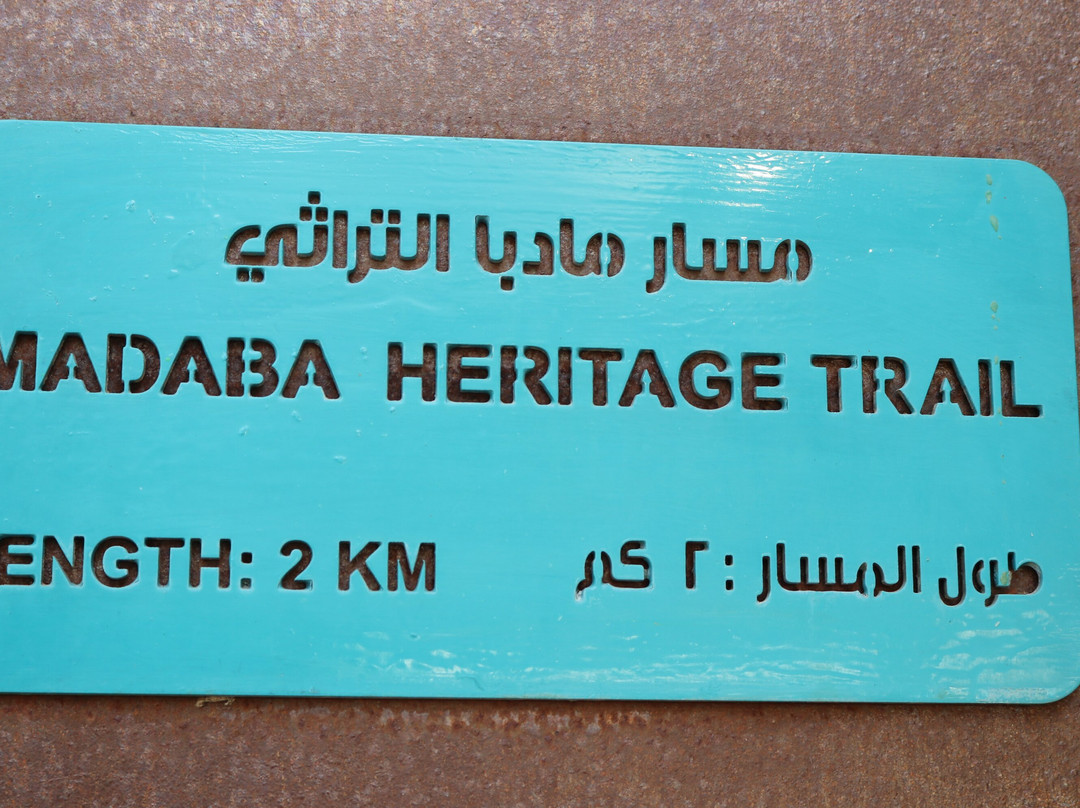 مسار مادبا التراثي
MADABA HERITAGE TRAIL
ENGTH: 2 KM
طول المسار : ٢ كم